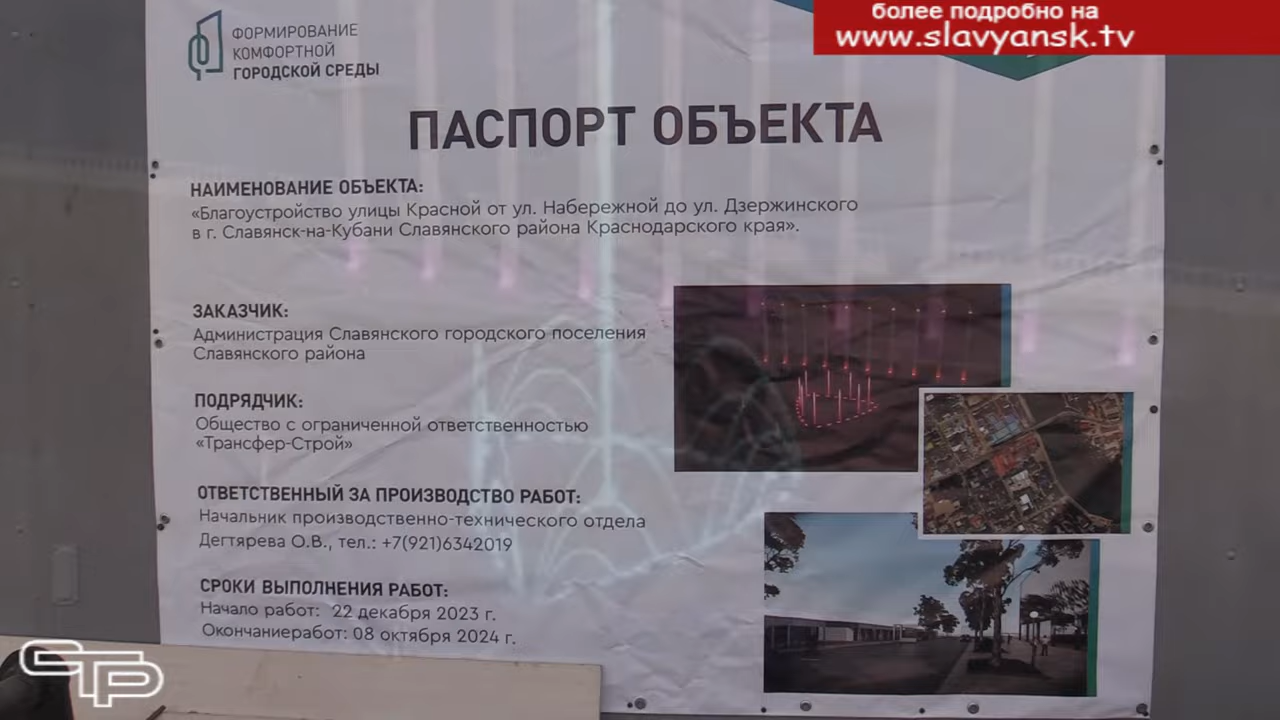 более подробно на
www.slavyansk.tv
ФОРМИРОВАНИЕ
КОМФОРТНОЙ
ГОРОДСКОЙ СРЕДЫ
ПАСПОРТ ОБЪЕКТА
НАИМЕНОВАНИЕ ОБЪЕКТА:
«Благоустройство улицы Красной от ул. Набережной до ул. Дзержинского
в г. Славянск-на-Кубани Славянского района Краснодарского края».
ЗАКАЗЧИК:
Администрация Славянского городского поселения
Славянского района
ПОДРЯДЧИК:
Общество с ограниченной ответственностью
«Трансфер-Строй»
ОТВЕТСТВЕННЫЙ ЗА ПРОИЗВОДСТВО РАБОТ:
Начальник производственно-технического отдела
Дегтярева О.В., тел.: +7(921)6342019
СРОКИ ВЫПОЛНЕНИЯ РАБОТ:
Начало работ: 22 декабря 2023 г.
Окончаниеработ: 08 октября 2024 г.
СТР